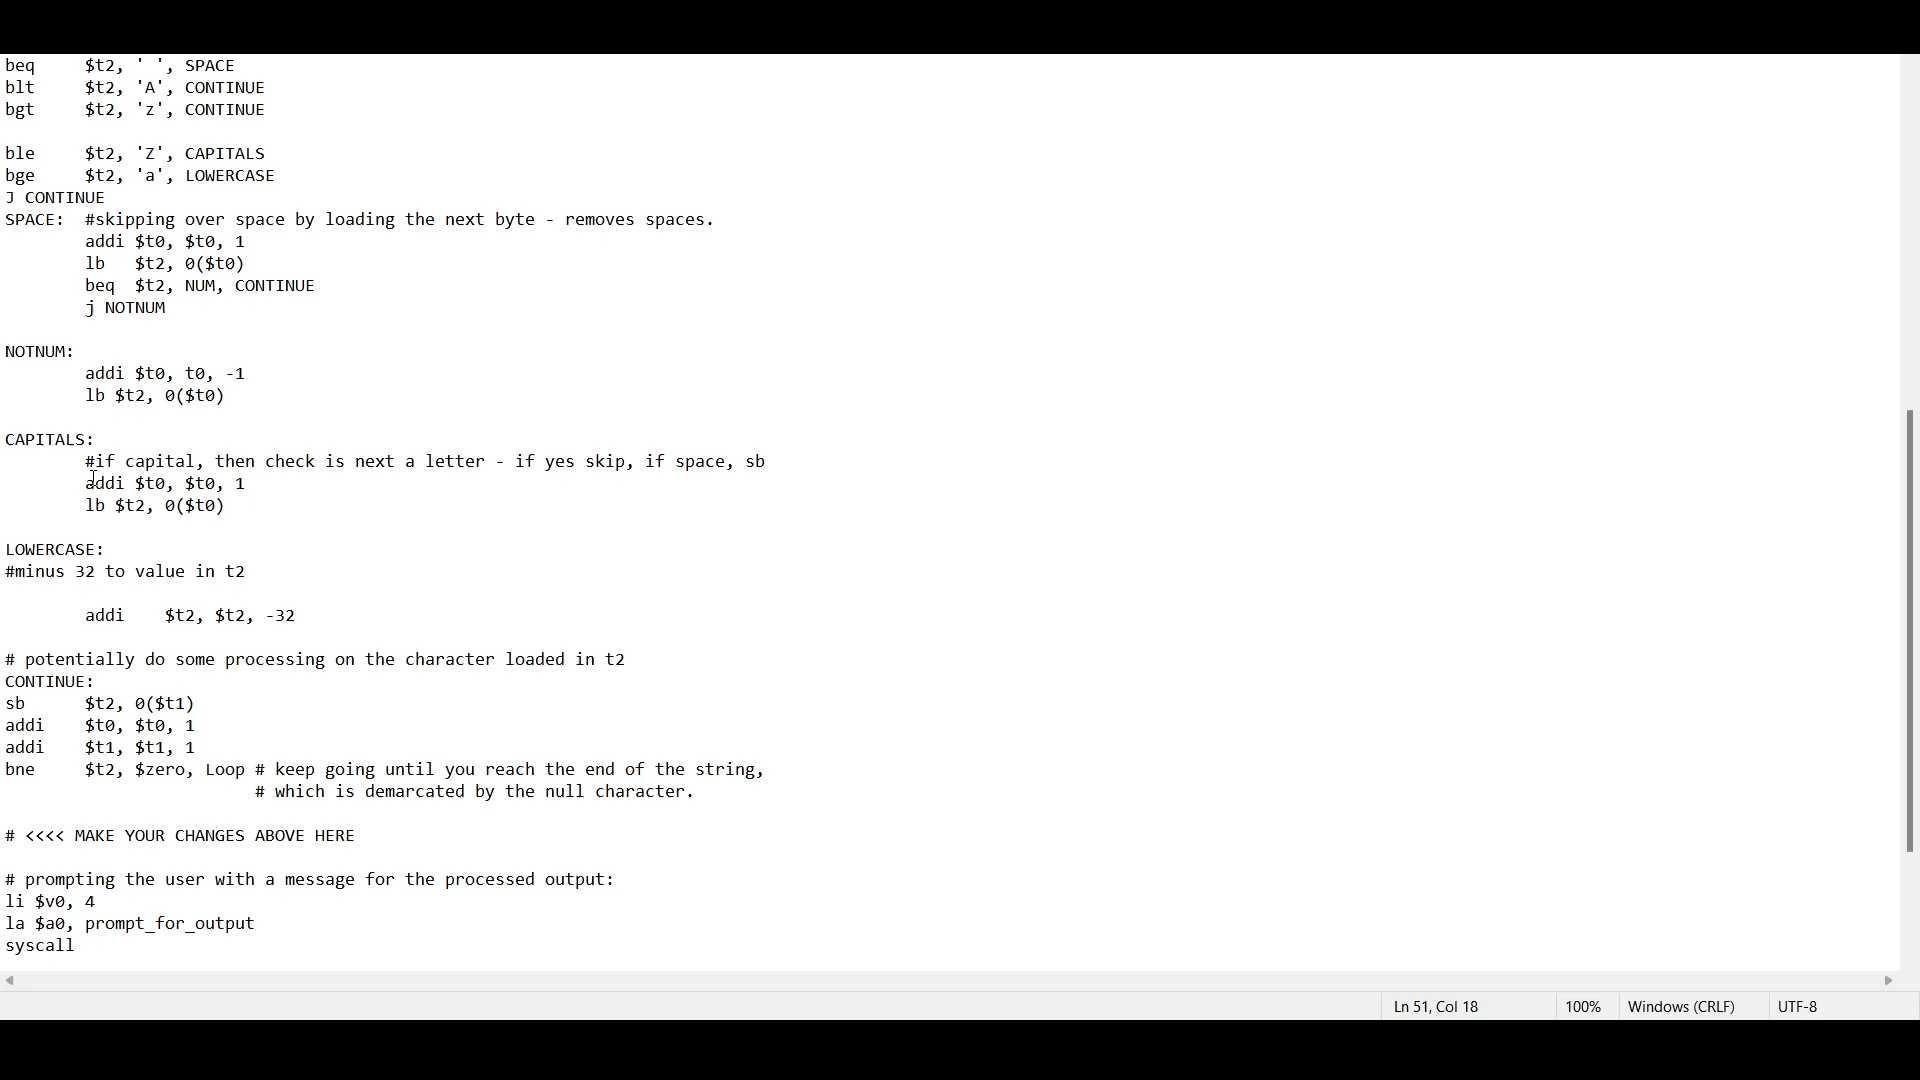 beq     $t2, ' ', SPACE
blt     $t2, 'A', CONTINUE
bgt     $t2, 'z', CONTINUE

ble     $t2, 'Z', CAPITALS
bge     $t2, 'a', LOWERCASE
J CONTINUE
SPACE:  #skipping over space by loading the next byte - removes spaces.
        addi $t0, $t0, 1
        lb   $t2, 0($t0)
        beq  $t2, NUM, CONTINUE
        j NOTNUM

NOTNUM:
        addi $t0, t0, -1
        lb $t2, 0($t0)

CAPITALS:
        #if capital, then check is next a letter - if yes skip, if space, sb
        addi $t0, $t0, 1
        lb $t2, 0($t0)

LOWERCASE:
#minus 32 to value in t2

        addi    $t2, $t2, -32

# potentially do some processing on the character loaded in t2
CONTINUE:
sb      $t2, 0($t1)
addi    $t0, $t0, 1
addi    $t1, $t1, 1
bne     $t2, $zero, Loop # keep going until you reach the end of the string,
                         # which is demarcated by the null character.

# <<<< MAKE YOUR CHANGES ABOVE HERE

# prompting the user with a message for the processed output:
li $v0, 4
la $a0, prompt_for_output
syscall
Ln 51, Col 18 100% Windows (CRLF) UTF-8